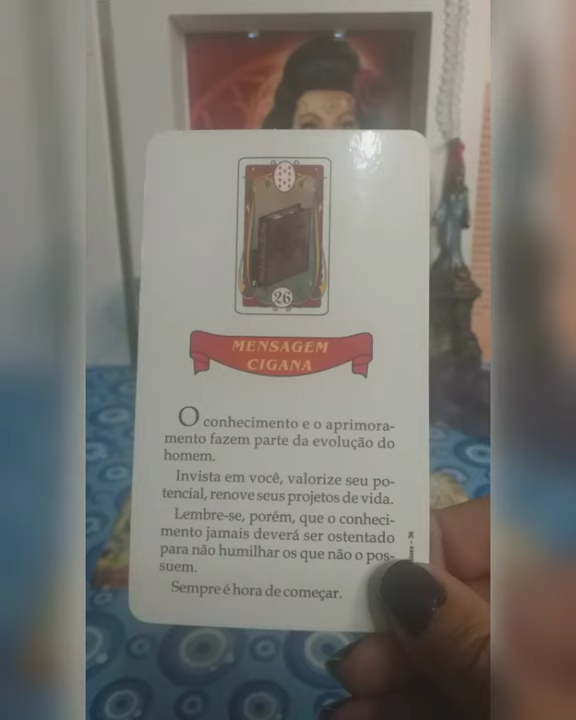 26
MENSAGEM
CIGANA
O conhecimento e o aprimora-
mento fazem parte da evolução do
homem.
Invista em você, valorize seu po-
tencial, renove seus projetos de vida.
Lembre-se, porém, que o conheci-
mento jamais deverá ser ostentado
para não humilhar os que não o pos-
suem.
Sempre é hora de começar.